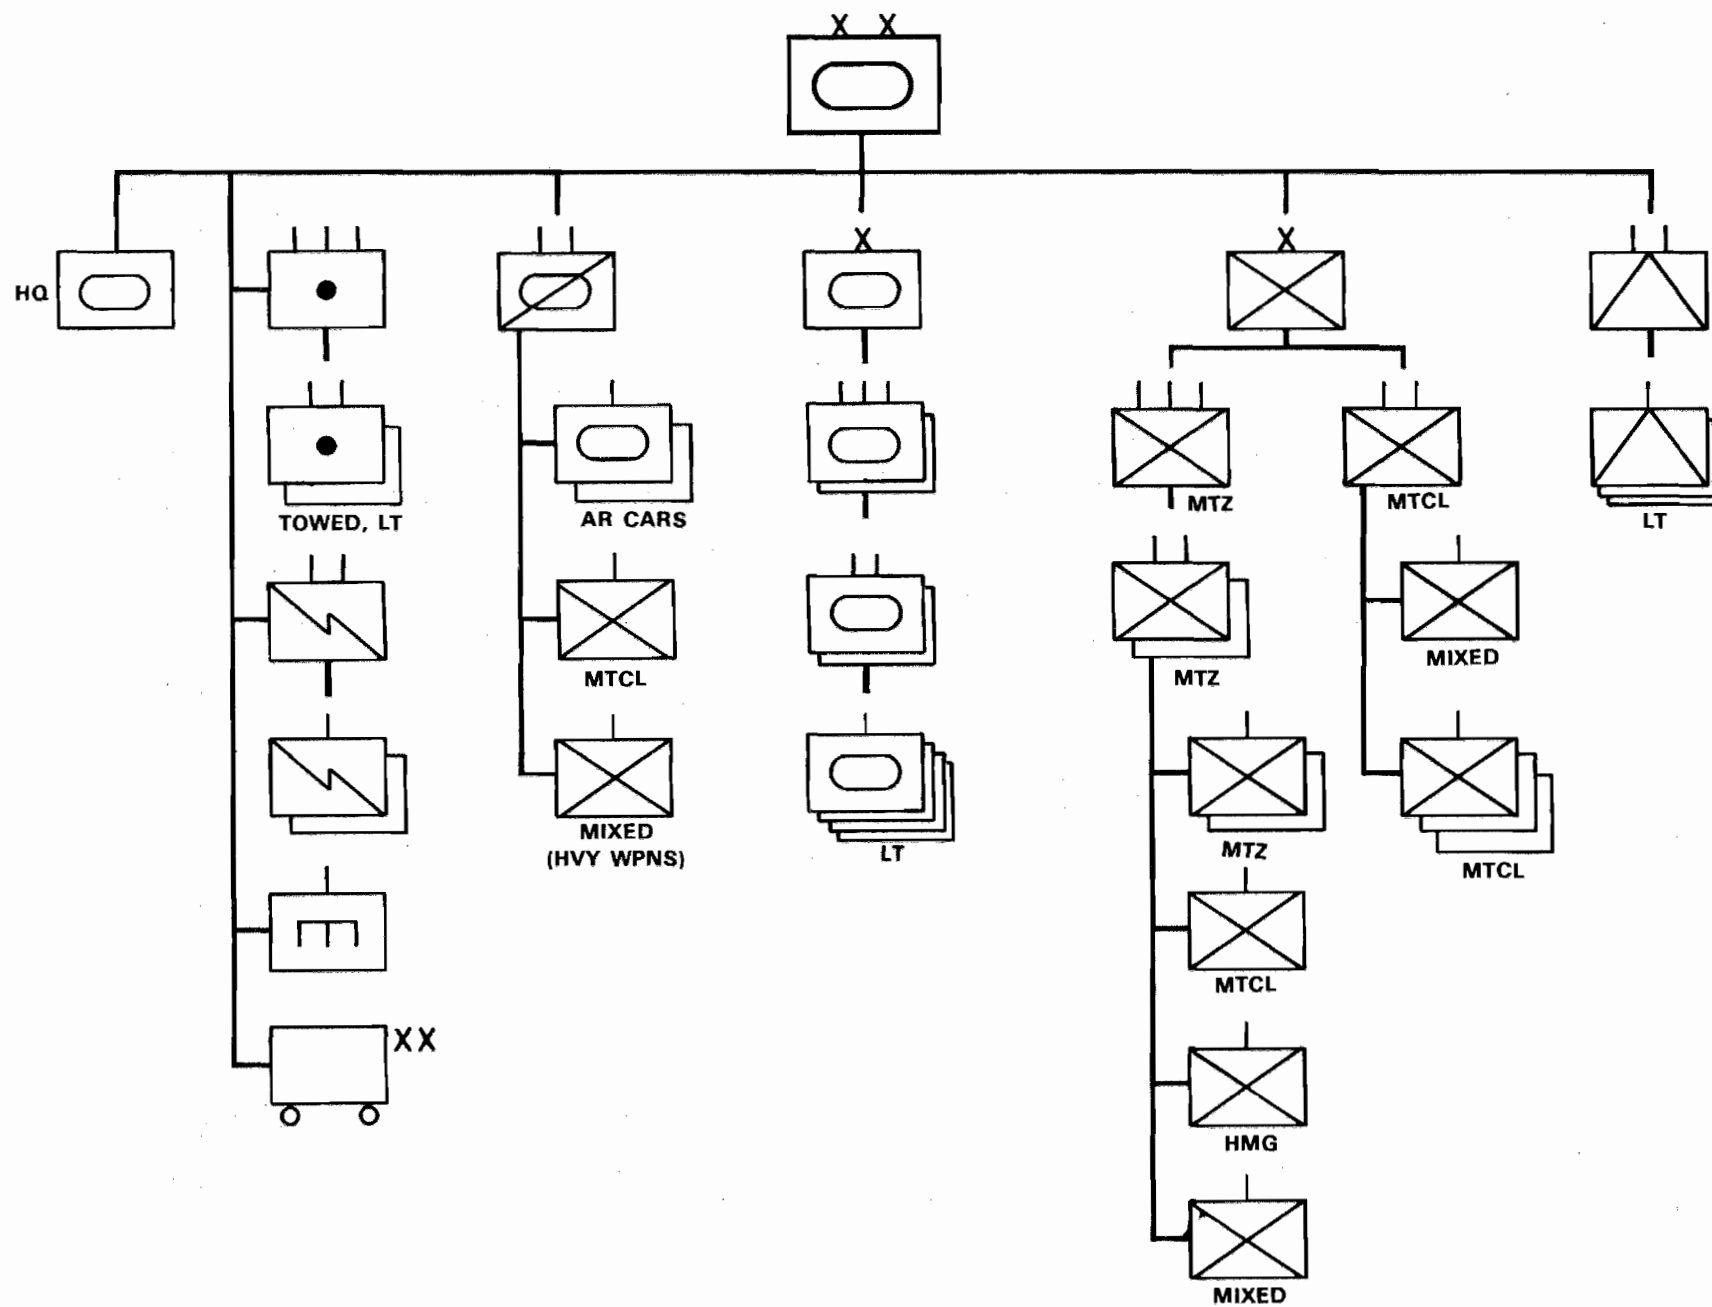 X X
HQ
X
X
TOWED, LT
AR CARS
MTZ
MTCL
LT
MTCL
MTZ
MIXED
MIXED
(HVY WPNS)
LT
MTZ
MTCL
MTCL
XX
HMG
MIXED